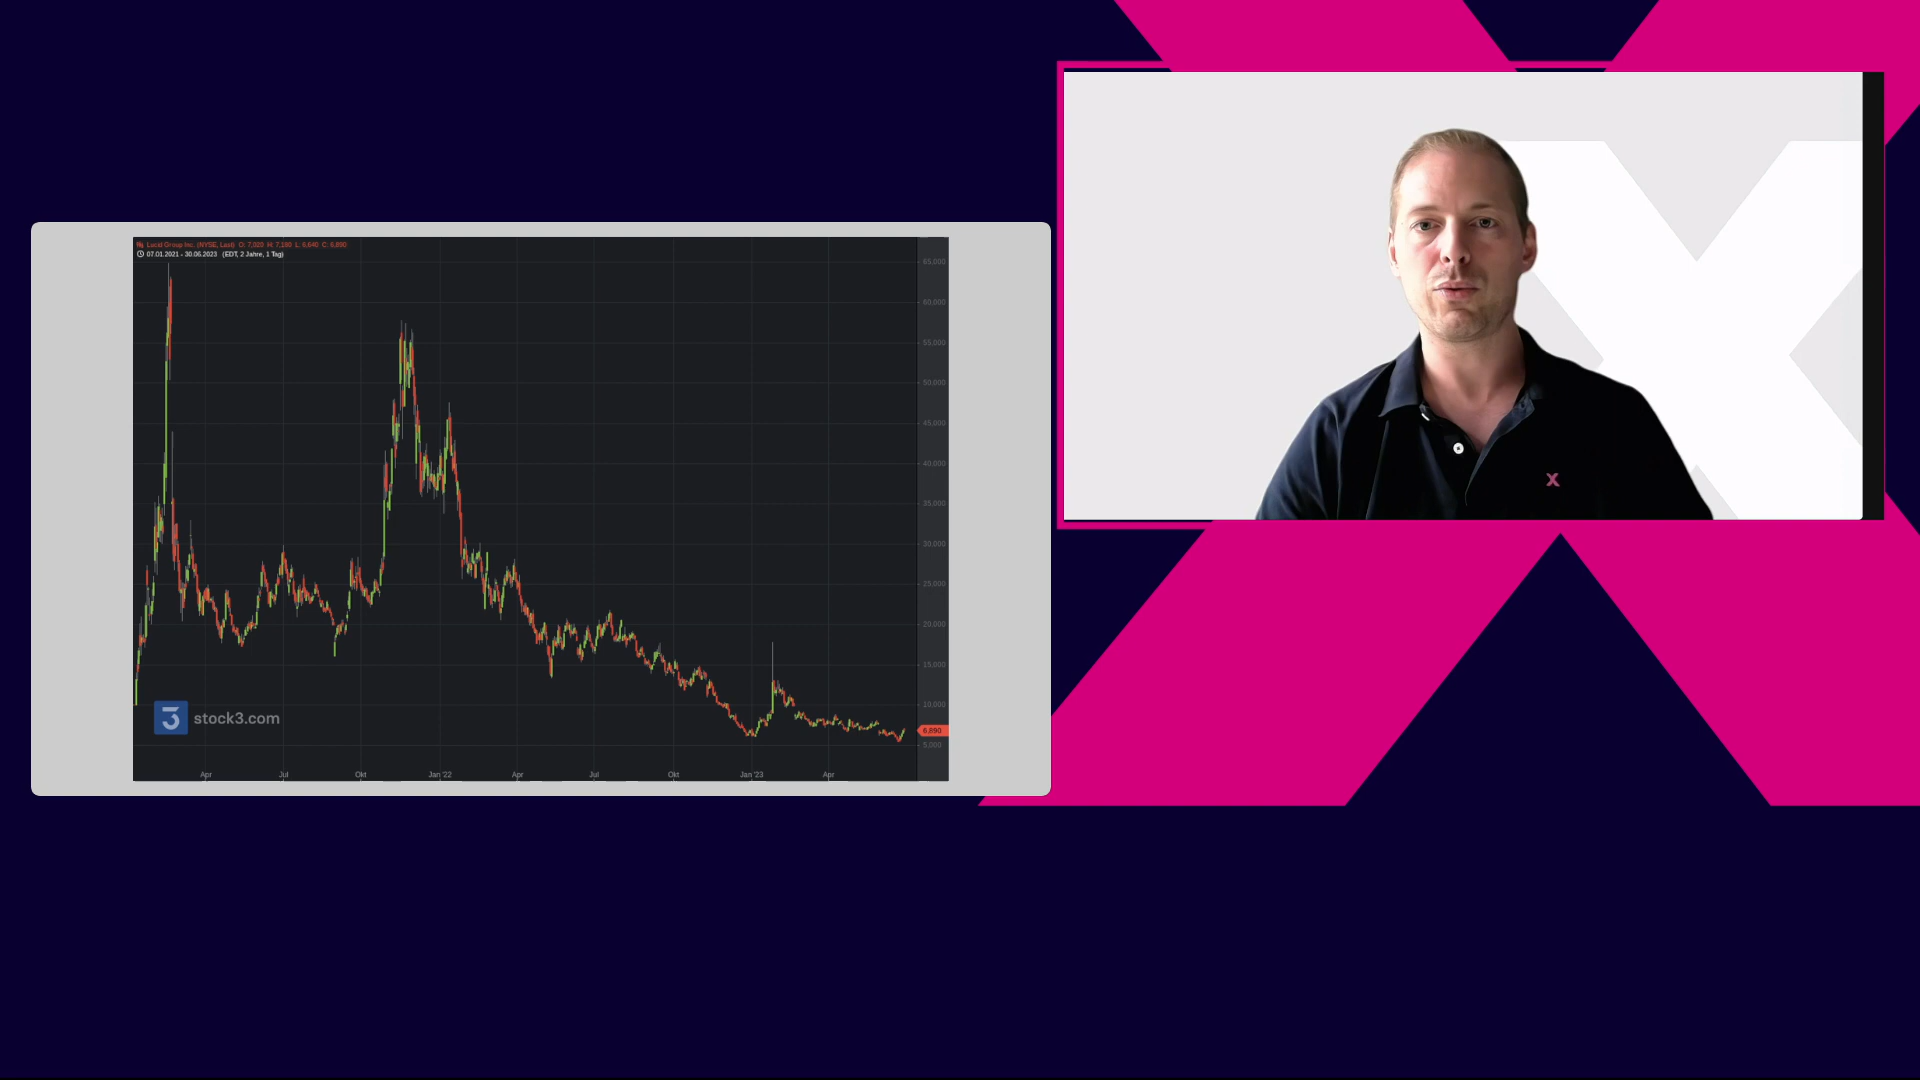 Lucid Group Inc. (NYSE, Last) O: 7,020 H: 7,180 L: 6,640 C: 6,890
07.01.2021 - 30.06.2023 (EDT, 2 Jahre, 1 Tag)
65,000
60,000
55,000
50,000
45,000
40,000
35,000
30,000
25,000
20,000
15,000
10,000
6,890
5,000
stock3.com
Apr Jul Okt Jan '22 Apr Jul Okt Jan '23 Apr
X